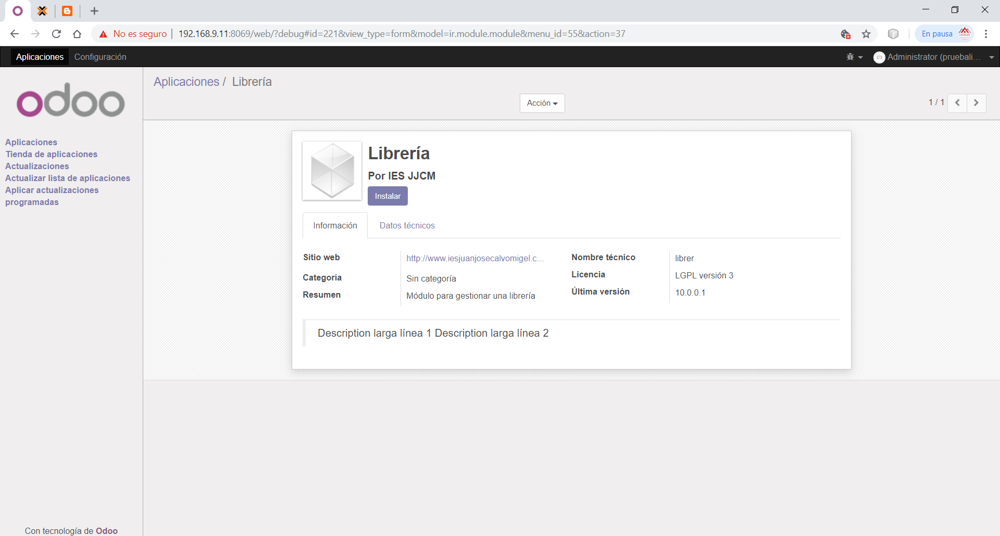 No es seguro
192.168.9.11:8069/web/?debug#id=221&view_type=form&model=ir.module.module&menu_id=55&action=37
En pausa
Aplicaciones
Configuración
Administrator (pruebali...
odoo
Aplicaciones / Librería
Acción
1 / 1
Aplicaciones
Tienda de aplicaciones
Actualizaciones
Actualizar lista de aplicaciones
Aplicar actualizaciones
programadas
Librería
Por IES JJCM
Instalar
Información
Datos técnicos
Sitio web
http://www.iesjuanjosecalvomigel.c...
Categoría
Sin categoría
Resumen
Módulo para gestionar una librería
Nombre técnico
librer
Licencia
LGPL versión 3
Última versión
10.0.0.1
Description larga línea 1 Description larga línea 2
Con tecnología de Odoo